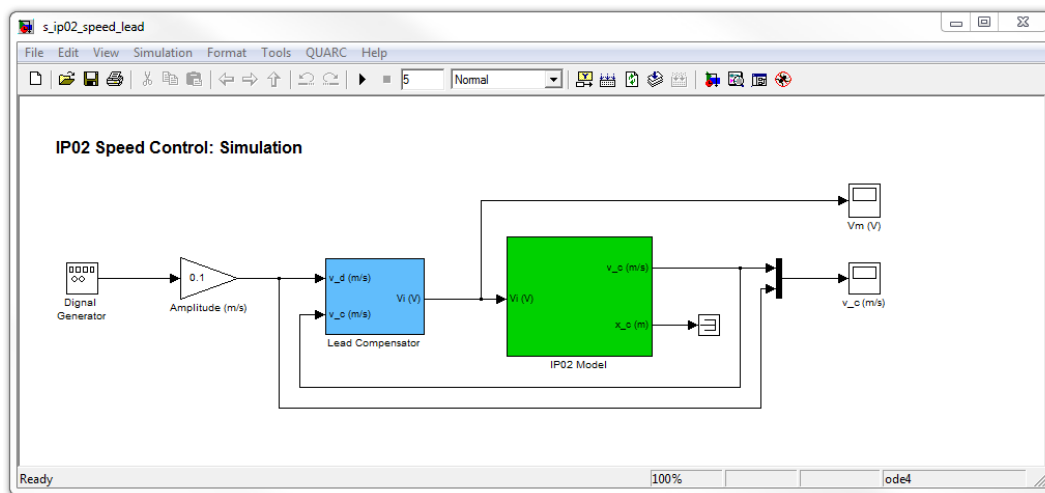 s_ip02_speed_lead
File Edit View Simulation Format Tools QUARC Help
5 Normal
IP02 Speed Control: Simulation
Vm (V)
Dignal
Generator
0.1
Amplitude (m/s)
v_d (m/s)
v_c (m/s)
Vi (V)
Lead Compensator
Vi (V)
v_c (m/s)
x_c (m)
IP02 Model
v_c (m/s)
Ready 100% ode4